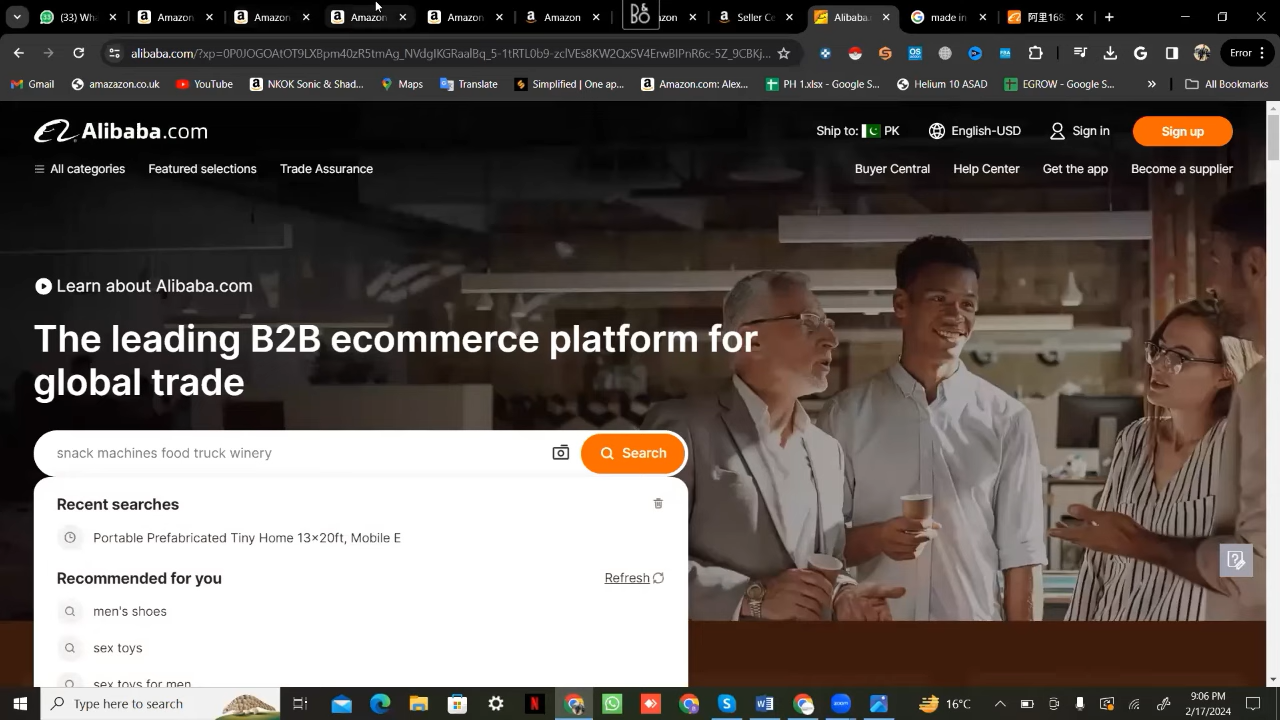 (33) Wha
Amazon
Amazon
Amazon
Amazon
Amazon
zon
Seller Ce
Alibaba.
made in
阿里168
alibaba.com/?xp=0P0JOGOAtOT9LXBpm40zR5tmAg_NVdgIKGRaalBq_5-1tRTL0b9-zclVEs8KW2QxSV4ErwBIPnR6c-5Z_9CBKj...
Error
Gmail
amazon.co.uk
YouTube
NKOK Sonic & Shad...
Maps
Translate
Simplified | One ap...
Amazon.com: Alex...
PH 1.xlsx - Google S...
Helium 10 ASAD
EGROW - Google S...
»
All Bookmarks
Alibaba.com
Ship to: PK
English-USD
Sign in
Sign up
All categories
Featured selections
Trade Assurance
Buyer Central
Help Center
Get the app
Become a supplier
Learn about Alibaba.com
The leading B2B ecommerce platform for
global trade
snack machines food truck winery
Search
Recent searches
Portable Prefabricated Tiny Home 13×20ft, Mobile E
Recommended for you
Refresh
men's shoes
sex toys
sex toys for men
Type here to search
16°C
9:06 PM
2/17/2024